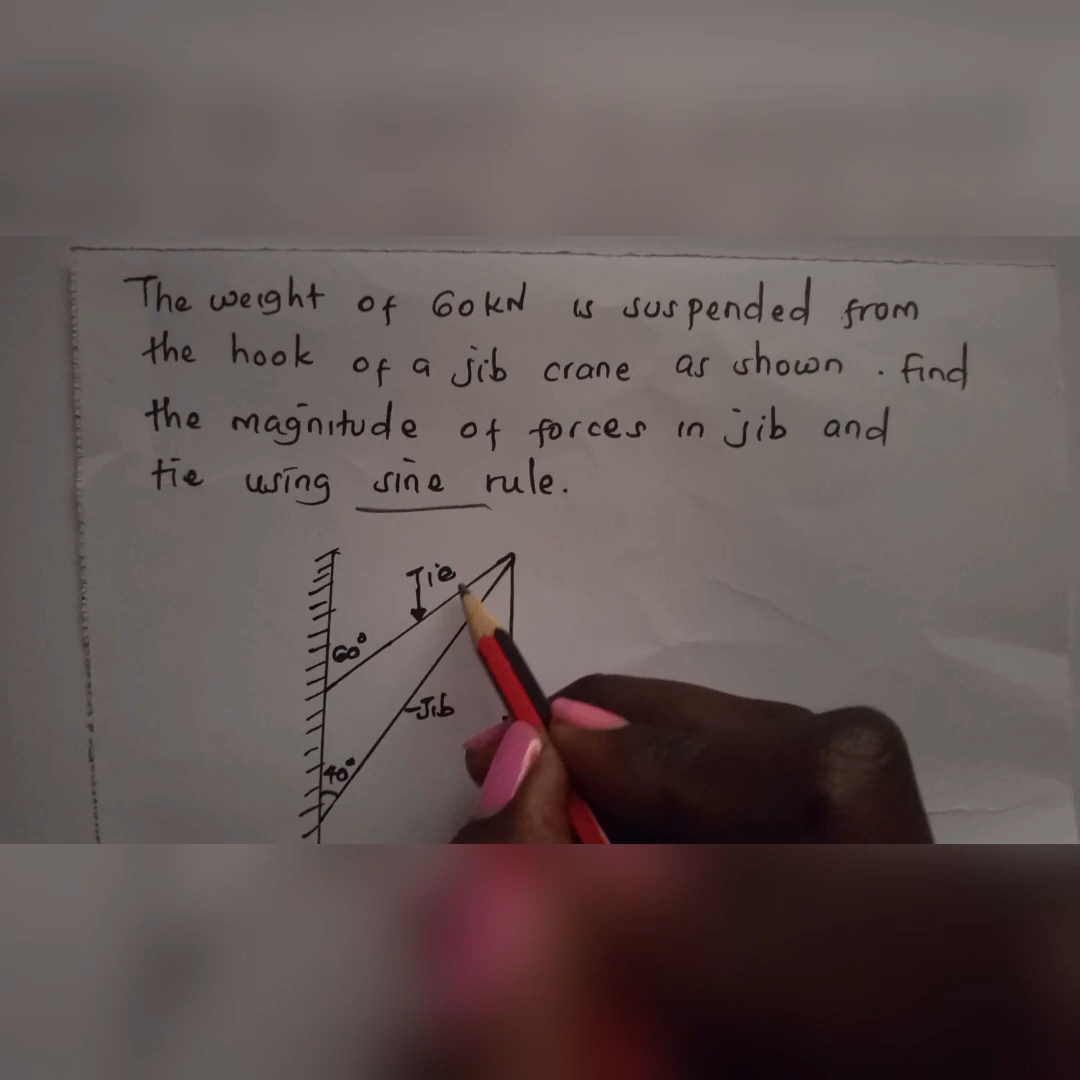 The weight of 60kN is suspended from
the hook of a jib crane as shown. find
the magnitude of forces in jib and
tie using sine rule.
Tie
60°
Jib
40°